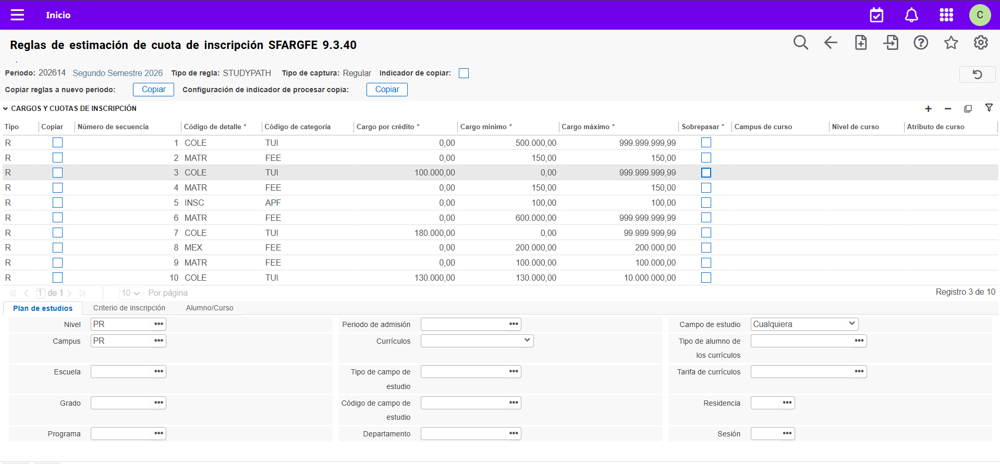 Inicio
C
Reglas de estimación de cuota de inscripción SFARGFE 9.3.40
Periodo: 202614 Segundo Semestre 2026 Tipo de regla: STUDYPATH Tipo de captura: Regular Indicador de copiar:
Copiar reglas a nuevo periodo: Copiar Configuración de indicador de procesar copia: Copiar
CARGOS Y CUOTAS DE INSCRIPCIÓN
Tipo Copiar Número de secuencia Código de detalle * Código de categoría Cargo por crédito * Cargo mínimo * Cargo máximo * Sobrepasar * Campus de curso Nivel de curso Atributo de curso
R 1 COLE TUI 0,00 500.000,00 999.999.999,99
R 2 MATR FEE 0,00 150,00 150,00
R 3 COLE TUI 100.000,00 0,00 999.999.999,99
R 4 MATR FEE 0,00 150,00 150,00
R 5 INSC APF 0,00 100,00 100,00
R 6 MATR FEE 0,00 600.000,00 999.999.999,99
R 7 COLE TUI 180.000,00 0,00 99.999.999,99
R 8 MEX FEE 0,00 200.000,00 200.000,00
R 9 MATR FEE 0,00 100.000,00 100.000,00
R 10 COLE TUI 130.000,00 130.000,00 10.000.000,00
1 de 1 10 Por página Registro 3 de 10
Plan de estudios Criterio de inscripción Alumno/Curso
Nivel PR Periodo de admisión Campo de estudio Cualquiera
Campus PR Currículos Tipo de alumno de
los currículos
Escuela Tipo de campo de Tarifa de currículos
estudio
Grado Código de campo de Residencia
estudio
Programa Departamento Sesión